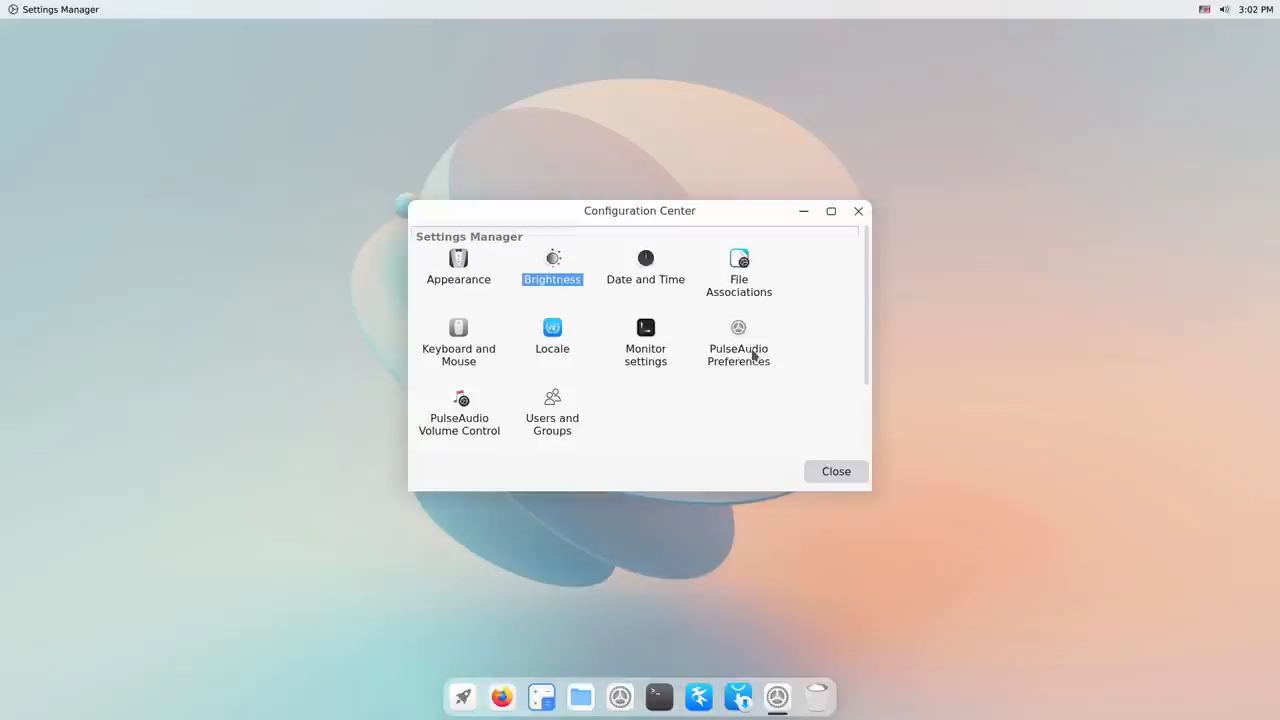 Settings Manager
3:02 PM
Configuration Center
Settings Manager
Appearance
Brightness
Date and Time
File
Associations
Keyboard and
Mouse
Locale
Monitor
settings
PulseAudio
Preferences
PulseAudio
Volume Control
Users and
Groups
Close